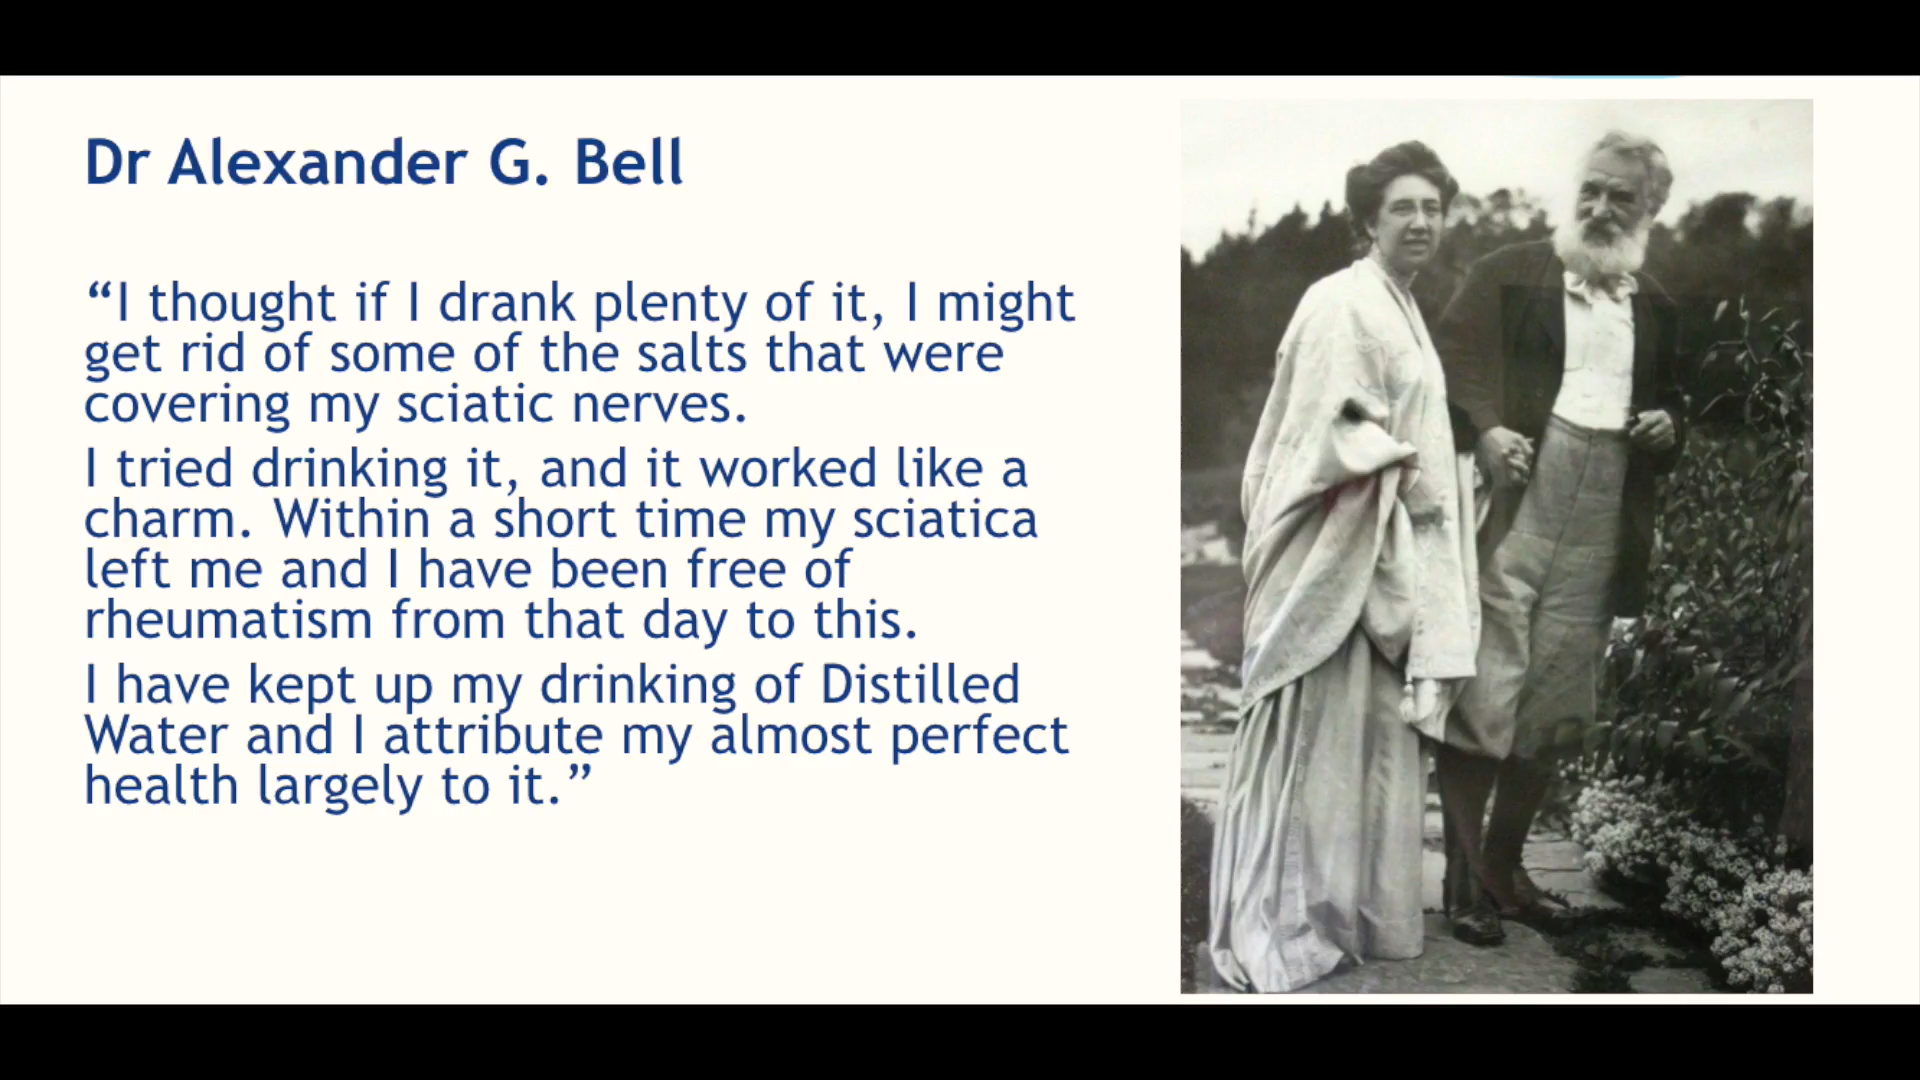 Dr Alexander G. Bell
“I thought if I drank plenty of it, I might
get rid of some of the salts that were
covering my sciatic nerves.
I tried drinking it, and it worked like a
charm. Within a short time my sciatica
left me and I have been free of
rheumatism from that day to this.
I have kept up my drinking of Distilled
Water and I attribute my almost perfect
health largely to it.”